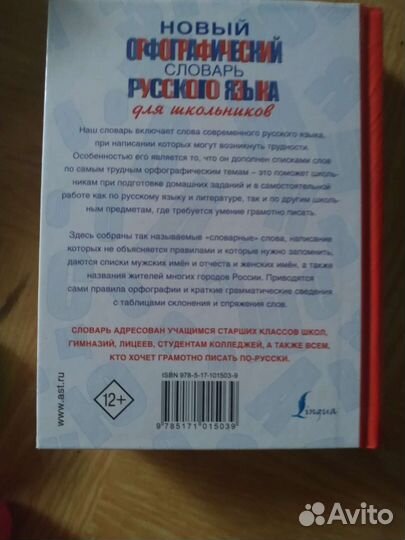 НОВЫЙ
ОРФОГРАФИЧЕСКИЙ
СЛОВАРЬ
РУССКОГО ЯЗЫКА
для школьников
Наш словарь включает слова современного русского языка,
при написании которых могут возникнуть трудности.
Особенностью его является то, что он дополнен списками слов
по самым трудным орфографическим темам – это поможет школь-
никам при подготовке домашних заданий и в самостоятельной
работе как по русскому языку и литературе, так и по другим школь-
ным предметам, где требуется умение грамотно писать.
Здесь собраны так называемые «словарные» слова, написание
которых не объясняется правилами и которые нужно запомнить,
даются списки мужских имён и отчеств и женских имён, а также
названия жителей многих городов России. Приводятся
сами правила орфографии и краткие грамматические сведения
с таблицами склонения и спряжения слов.
СЛОВАРЬ АДРЕСОВАН УЧАЩИМСЯ СТАРШИХ КЛАССОВ ШКОЛ,
ГИМНАЗИЙ, ЛИЦЕЕВ, СТУДЕНТАМ КОЛЛЕДЖЕЙ, А ТАКЖЕ ВСЕМ,
КТО ХОЧЕТ ГРАМОТНО ПИСАТЬ ПО-РУССКИ.
www.ast.ru
12+
ISBN 978-5-17-101503-9
9 785171 015039
Lingua
Avito